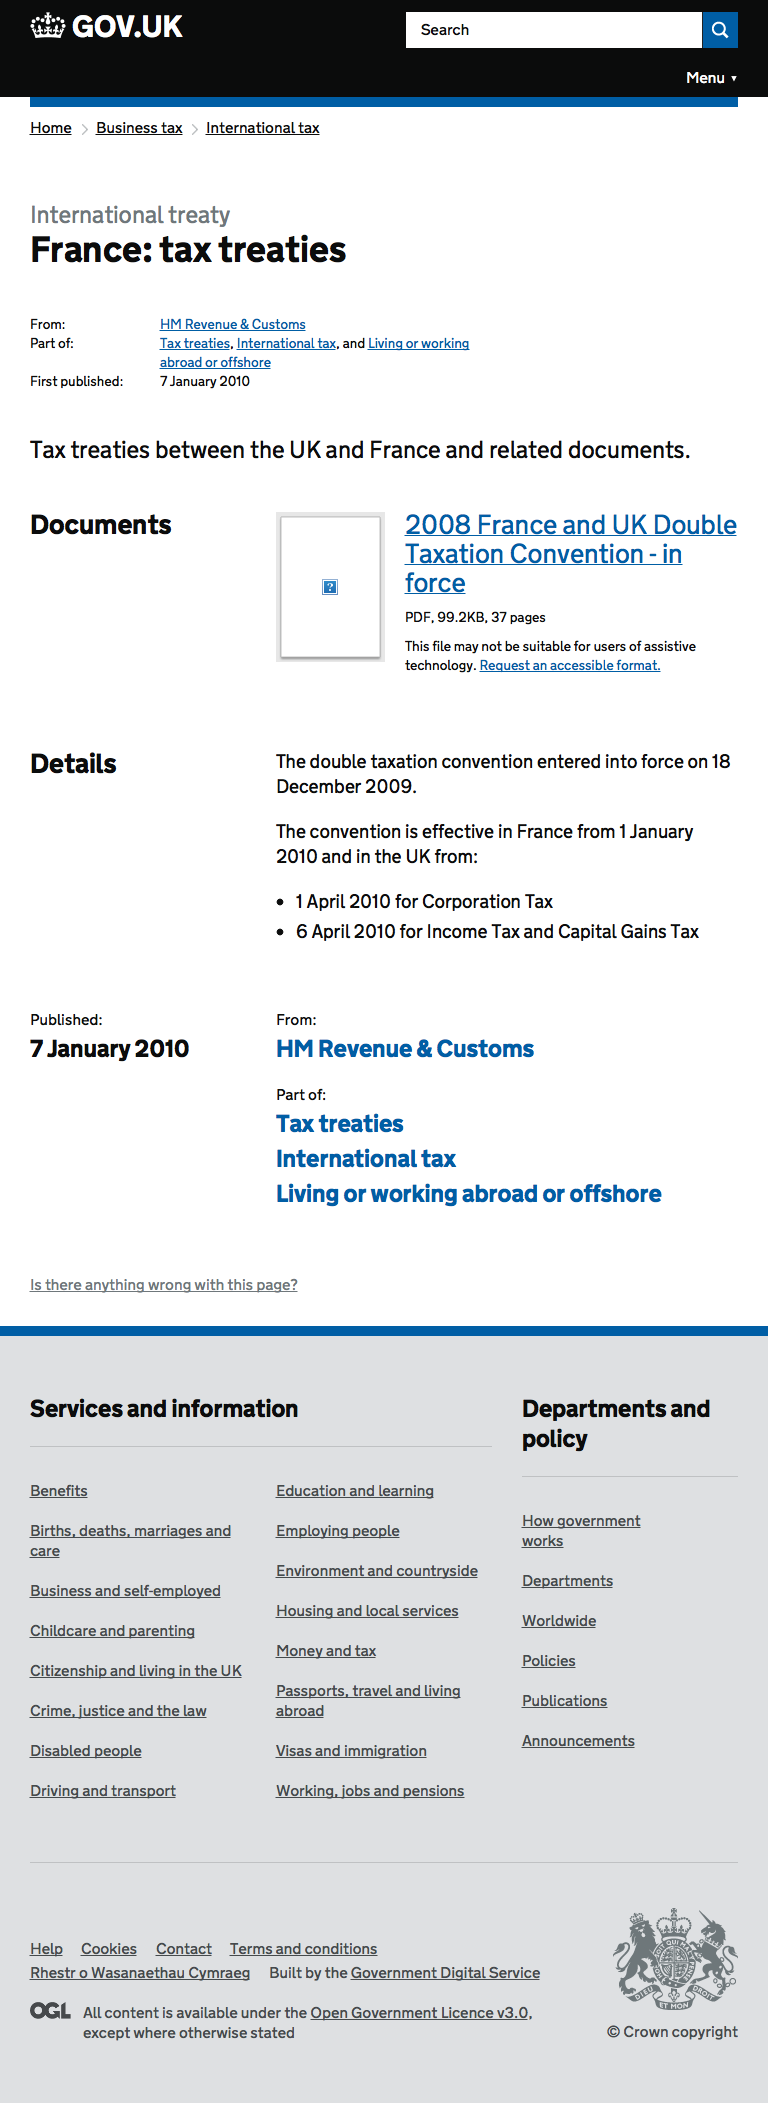 GOV.UK
Search
Menu ▼
Home > Business tax > International tax
International treaty
France: tax treaties
From: HM Revenue & Customs
Part of: Tax treaties, International tax, and Living or working
abroad or offshore
First published: 7 January 2010
Tax treaties between the UK and France and related documents.
Documents
2008 France and UK Double
Taxation Convention - in
force
PDF, 99.2KB, 37 pages
This file may not be suitable for users of assistive
technology. Request an accessible format.
Details
The double taxation convention entered into force on 18
December 2009.
The convention is effective in France from 1 January
2010 and in the UK from:
• 1 April 2010 for Corporation Tax
• 6 April 2010 for Income Tax and Capital Gains Tax
Published:
7 January 2010
From:
HM Revenue & Customs
Part of:
Tax treaties
International tax
Living or working abroad or offshore
Is there anything wrong with this page?
Services and information
Benefits
Births, deaths, marriages and
care
Business and self-employed
Childcare and parenting
Citizenship and living in the UK
Crime, justice and the law
Disabled people
Driving and transport
Education and learning
Employing people
Environment and countryside
Housing and local services
Money and tax
Passports, travel and living
abroad
Visas and immigration
Working, jobs and pensions
Departments and
policy
How government
works
Departments
Worldwide
Policies
Publications
Announcements
Help Cookies Contact Terms and conditions
Rhestr o Wasanaethau Cymraeg Built by the Government Digital Service
OGL All content is available under the Open Government Licence v3.0,
except where otherwise stated
DIEU ET MON DROIT
© Crown copyright